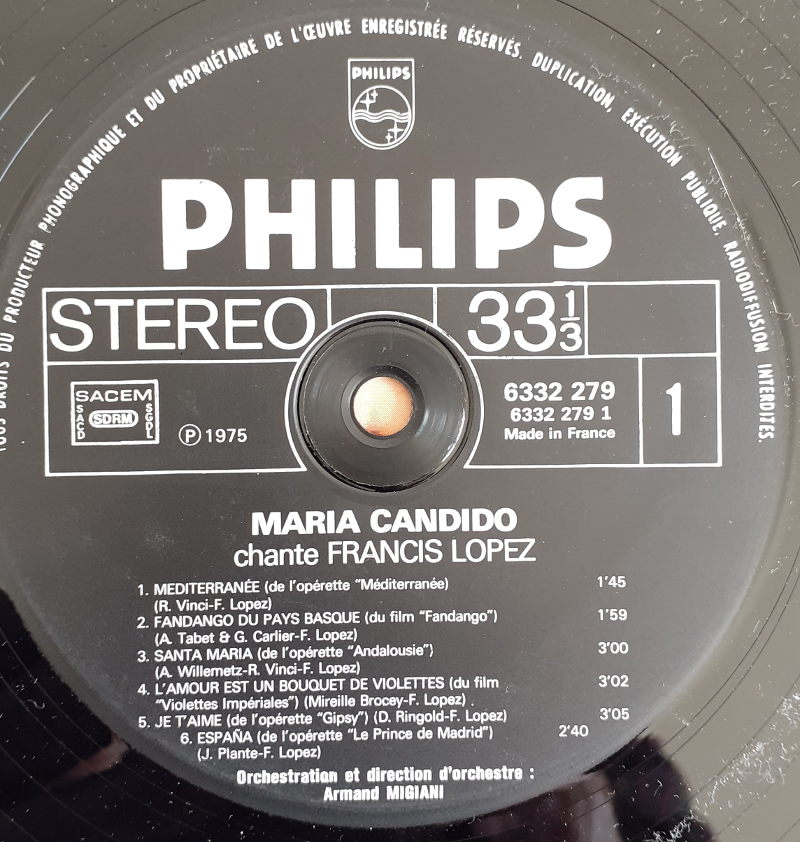 TOUS DROITS DU PRODUCTEUR PHONOGRAPHIQUE ET DU PROPRIÉTAIRE DE L'ŒUVRE ENREGISTRÉE RÉSERVÉS. DUPLICATION, EXÉCUTION PUBLIQUE, RADIODIFFUSION INTERDITES.
PHILIPS
PHILIPS
STEREO
33 1/3
SACEM
SACD
SDRM
SGDL
Ⓟ 1975
6332 279
6332 279 1
Made in France
1
MARIA CANDIDO
chante FRANCIS LOPEZ
1. MEDITERRANÉE (de l'opérette "Méditerranée) 1'45
(R. Vinci-F. Lopez)
2. FANDANGO DU PAYS BASQUE (du film "Fandango") 1'59
(A. Tabet & G. Carlier-F. Lopez)
3. SANTA MARIA (de l'opérette "Andalousie") 3'00
(A. Willemetz-R. Vinci-F. Lopez)
4. L'AMOUR EST UN BOUQUET DE VIOLETTES (du film 3'02
"Violettes Impériales") (Mireille Brocey-F. Lopez) .
5. JE T'AIME (de l'opérette "Gipsy") (D. Ringold-F. Lopez) 3'05
6. ESPAÑA (de l'opérette "Le Prince de Madrid") 2'40
(J. Plante-F. Lopez)
Orchestration et direction d'orchestre :
Armand MIGIANI